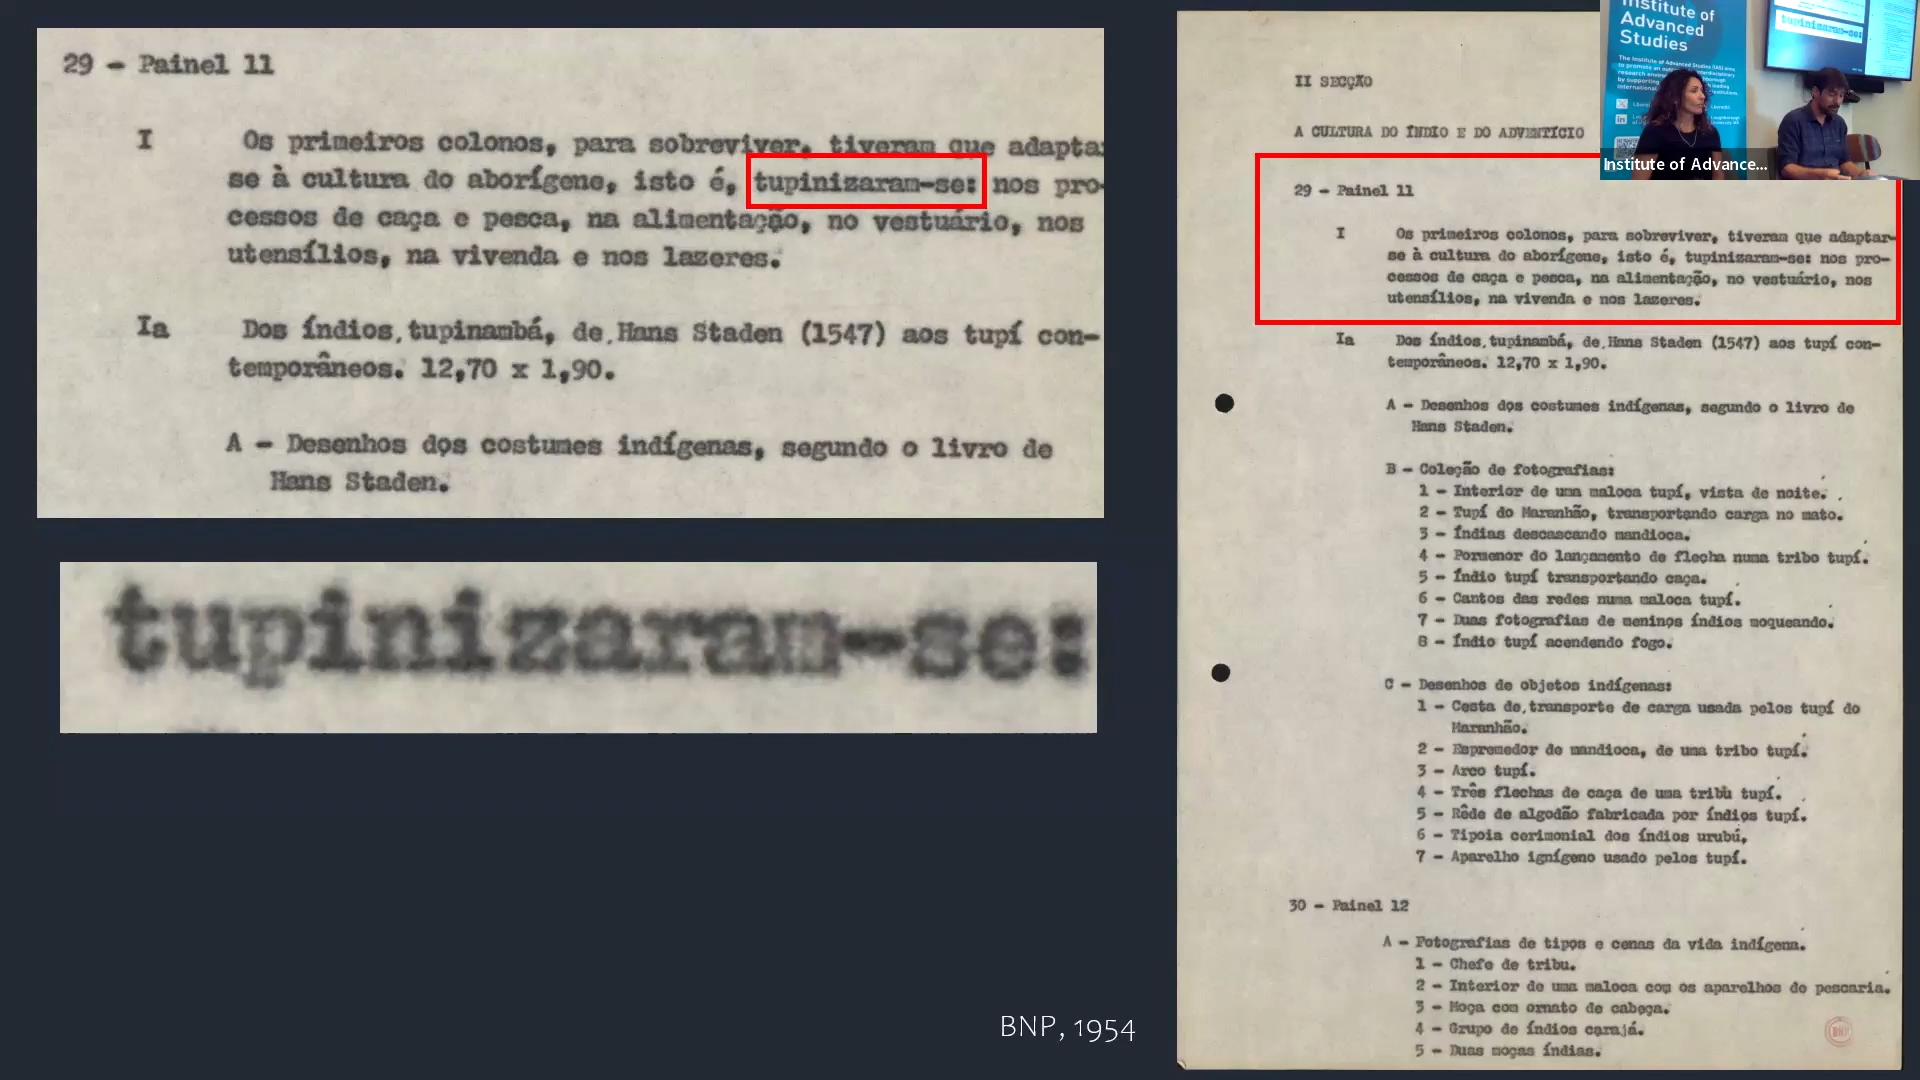 29 - Painel 11
I Os primeiros colonos, para sobreviver, tiveram que adapta
se à cultura do aborígene, isto é, tupinizaram-se: nos pro-
cessos de caça e pesca, na alimentação, no vestuário, nos
utensílios, na vivenda e nos lazeres.
Ia Dos índios tupinambá, de Hans Staden (1547) aos tupí con-
temporâneos. 12,70 x 1,90.
A - Desenhos dos costumes indígenas, segundo o livro de
Hans Staden.
tupinizaram-se:
BNP, 1954
II SECÇÃO
A CULTURA DO ÍNDIO E DO ADVENTÍCIO
29 - Painel 11
I Os primeiros colonos, para sobreviver, tiveram que adaptar-
se à cultura do aborígene, isto é, tupinizaram-se: nos pro-
cessos de caça e pesca, na alimentação, no vestuário, nos
utensílios, na vivenda e nos lazeres.
Ia Dos índios tupinambá, de Hans Staden (1547) aos tupí con-
temporâneos. 12,70 x 1,90.
A - Desenhos dos costumes indígenas, segundo o livro de
Hans Staden.
B - Coleção de fotografias:
1 - Interior de uma maloca tupí, vista de noite.
2 - Tupí do Maranhão, transportando carga no mato.
3 - Índias descascando mandioca.
4 - Pormenor do lançamento de flecha numa tribo tupí.
5 - Índio tupí transportando caça.
6 - Cantos das redes numa maloca tupí.
7 - Duas fotografias de meninos índios moqueando.
8 - Índio tupí acendendo fogo.
C - Desenhos de objetos indígenas:
1 - Cesta de transporte de carga usada pelos tupí do
Maranhão.
2 - Espremedor de mandioca, de uma tribo tupí.
3 - Arco tupí.
4 - Três flechas de caça de uma tribu tupí.
5 - Rêde de algodão fabricada por índios tupí.
6 - Tipoia cerimonial dos índios urubú,
7 - Aparelho ignígeno usado pelos tupí.
30 - Painel 12
A - Fotografias de tipos e cenas da vida indígena.
1 - Chefe de tribu.
2 - Interior de uma maloca com os aparelhos de pescaria.
3 - Moça com ornato de cabeça.
4 - Grupo de índios carajá.
5 - Duas moças índias.
BNP
Institute of
Advanced
Studies
tupinizaram-se:
Institute of Advance...